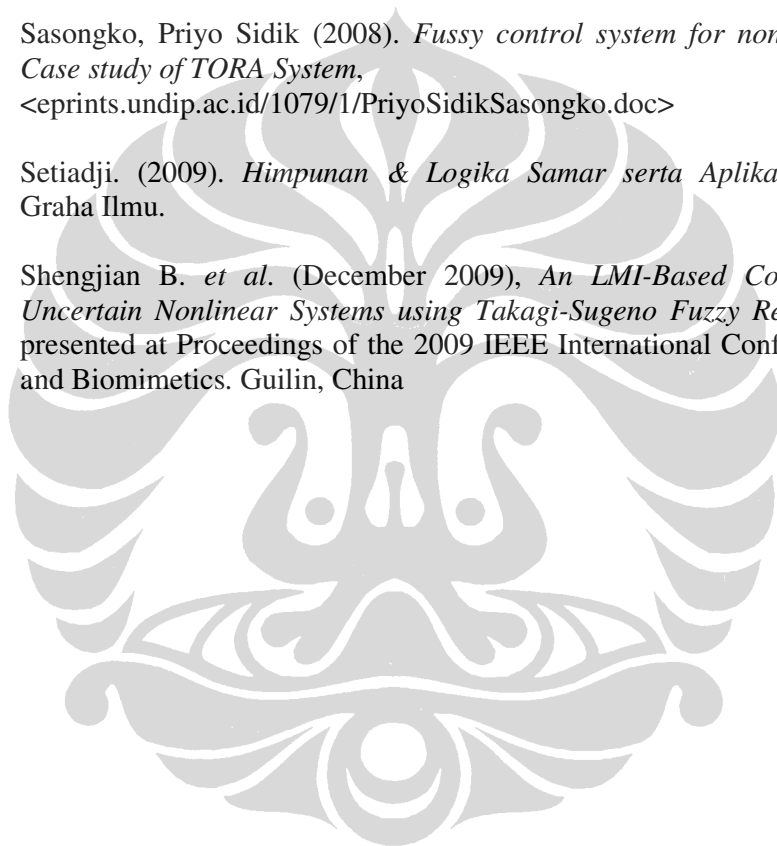 Sasongko, Priyo Sidik (2008). Fussy control system for non
Case study of TORA System,
<eprints.undip.ac.id/1079/1/PriyoSidikSasongko.doc>
Setiadji. (2009). Himpunan & Logika Samar serta Aplika
Graha Ilmu.
Shengjian B. et al. (December 2009), An LMI-Based Co
Uncertain Nonlinear Systems using Takagi-Sugeno Fuzzy Re
presented at Proceedings of the 2009 IEEE International Conf
and Biomimetics. Guilin, China